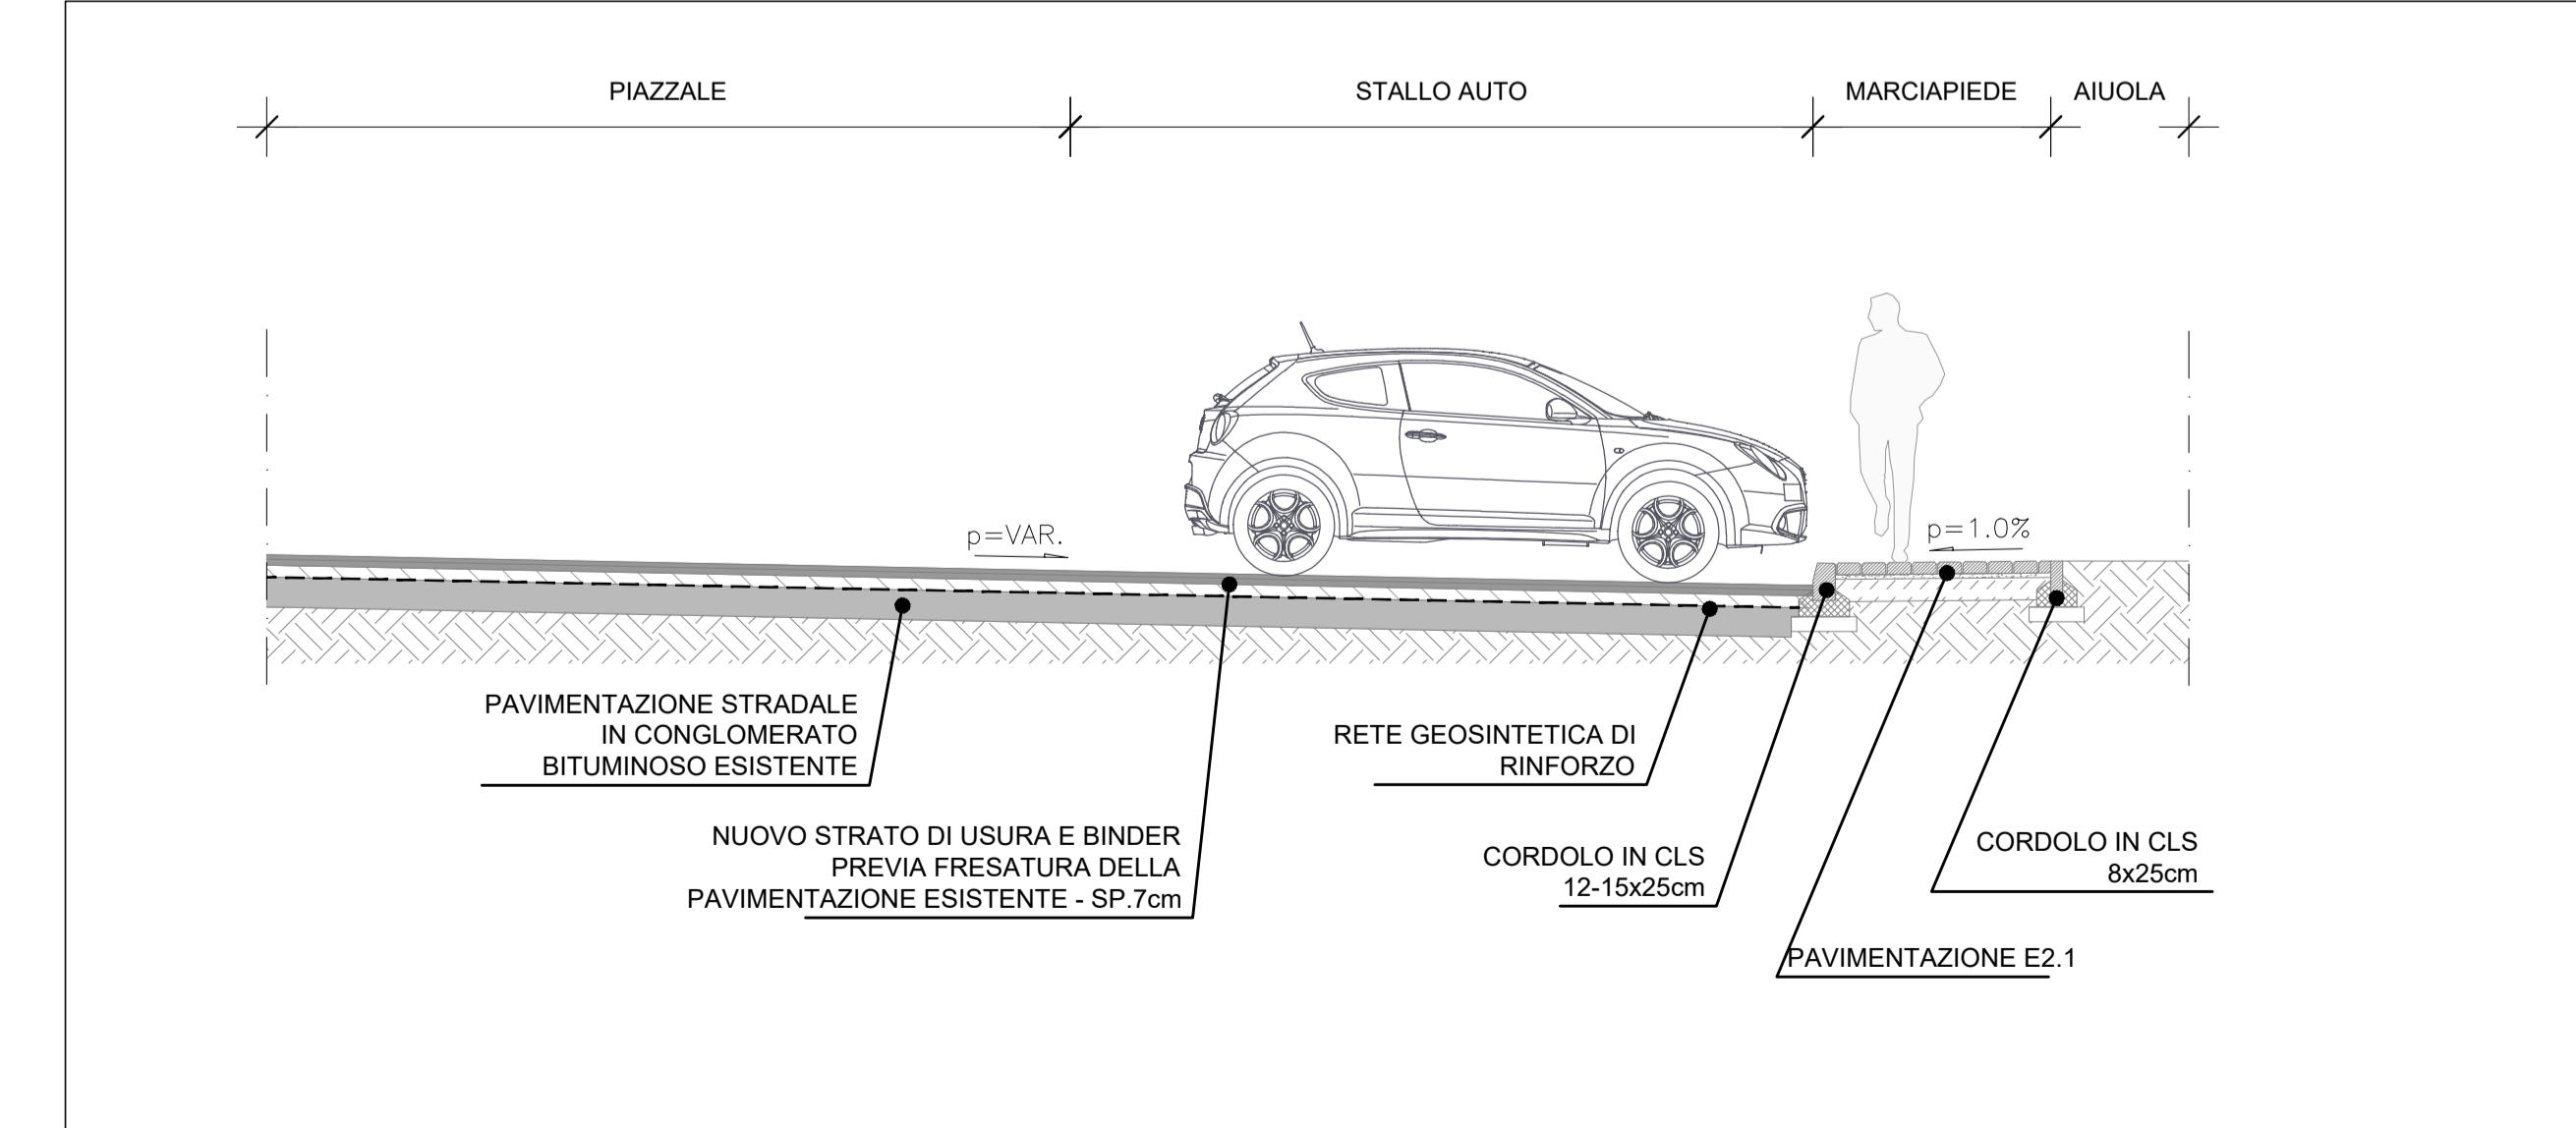 PIAZZALE
STALLO AUTO
MARCIAPIEDE
AIUOLA
p=VAR.
p=1.0%
PAVIMENTAZIONE STRADALE
IN CONGLOMERATO
BITUMINOSO ESISTENTE
NUOVO STRATO DI USURA E BINDER
PREVIA FRESATURA DELLA
PAVIMENTAZIONE ESISTENTE - SP.7cm
RETE GEOSINTETICA DI
RINFORZO
CORDOLO IN CLS
12-15x25cm
PAVIMENTAZIONE E2.1
CORDOLO IN CLS
8x25cm